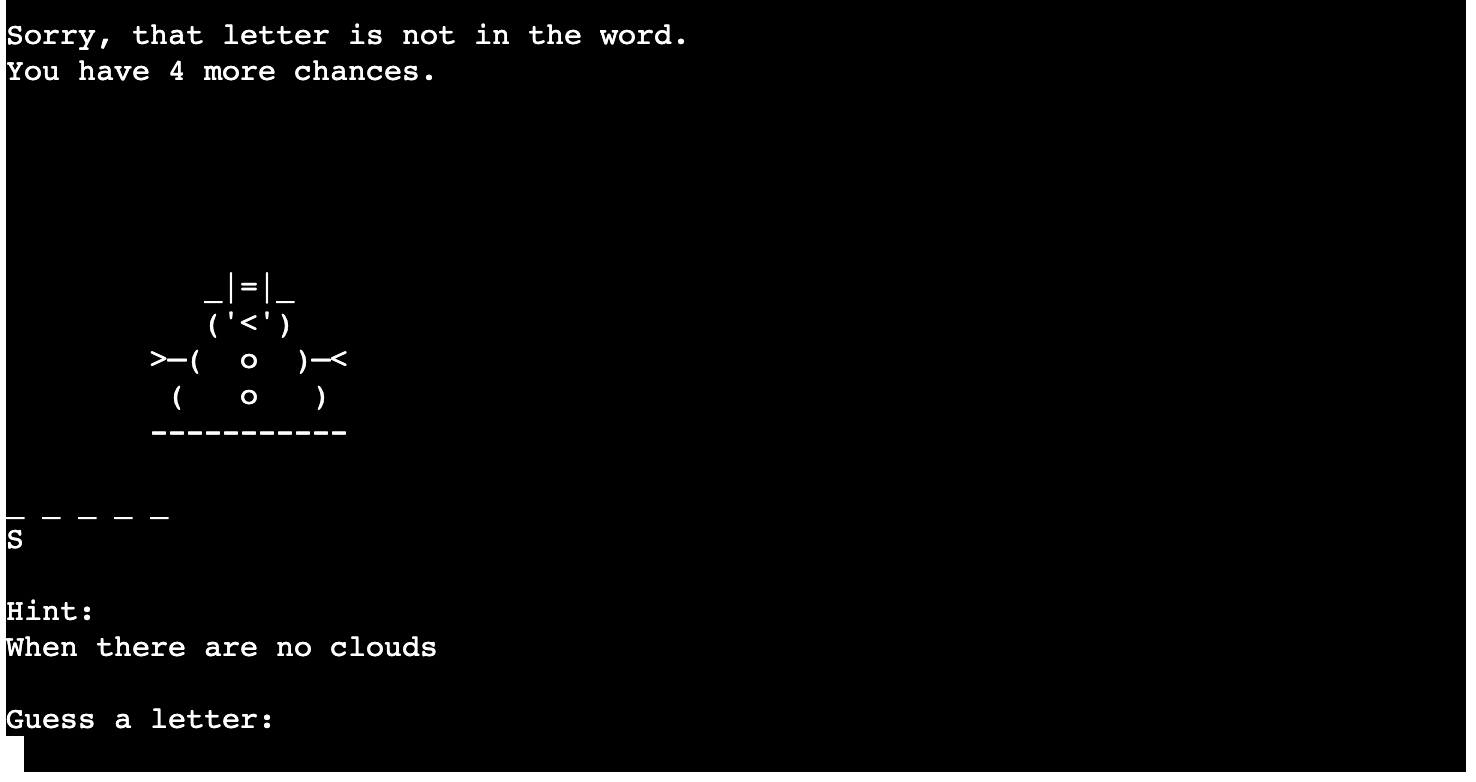 Sorry, that letter is not in the word.
You have 4 more chances.
_|=|_
('<')
>—(  o  )—<
(   o   )
-----------
_ _ _ _ _
S
Hint:
When there are no clouds
Guess a letter: